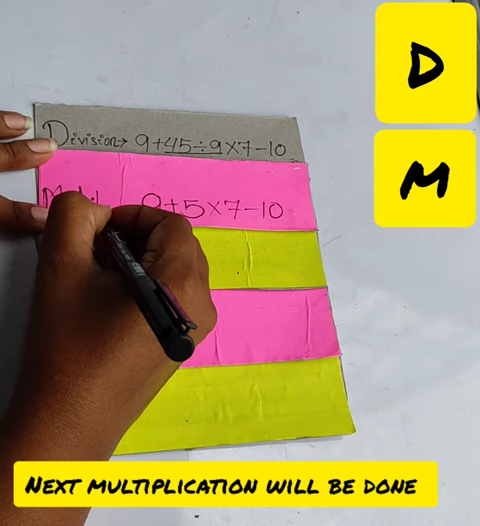 D
Division→ 9+45÷9×7-10
M
9+5×7-10
NEXT MULTIPLICATION WILL BE DONE